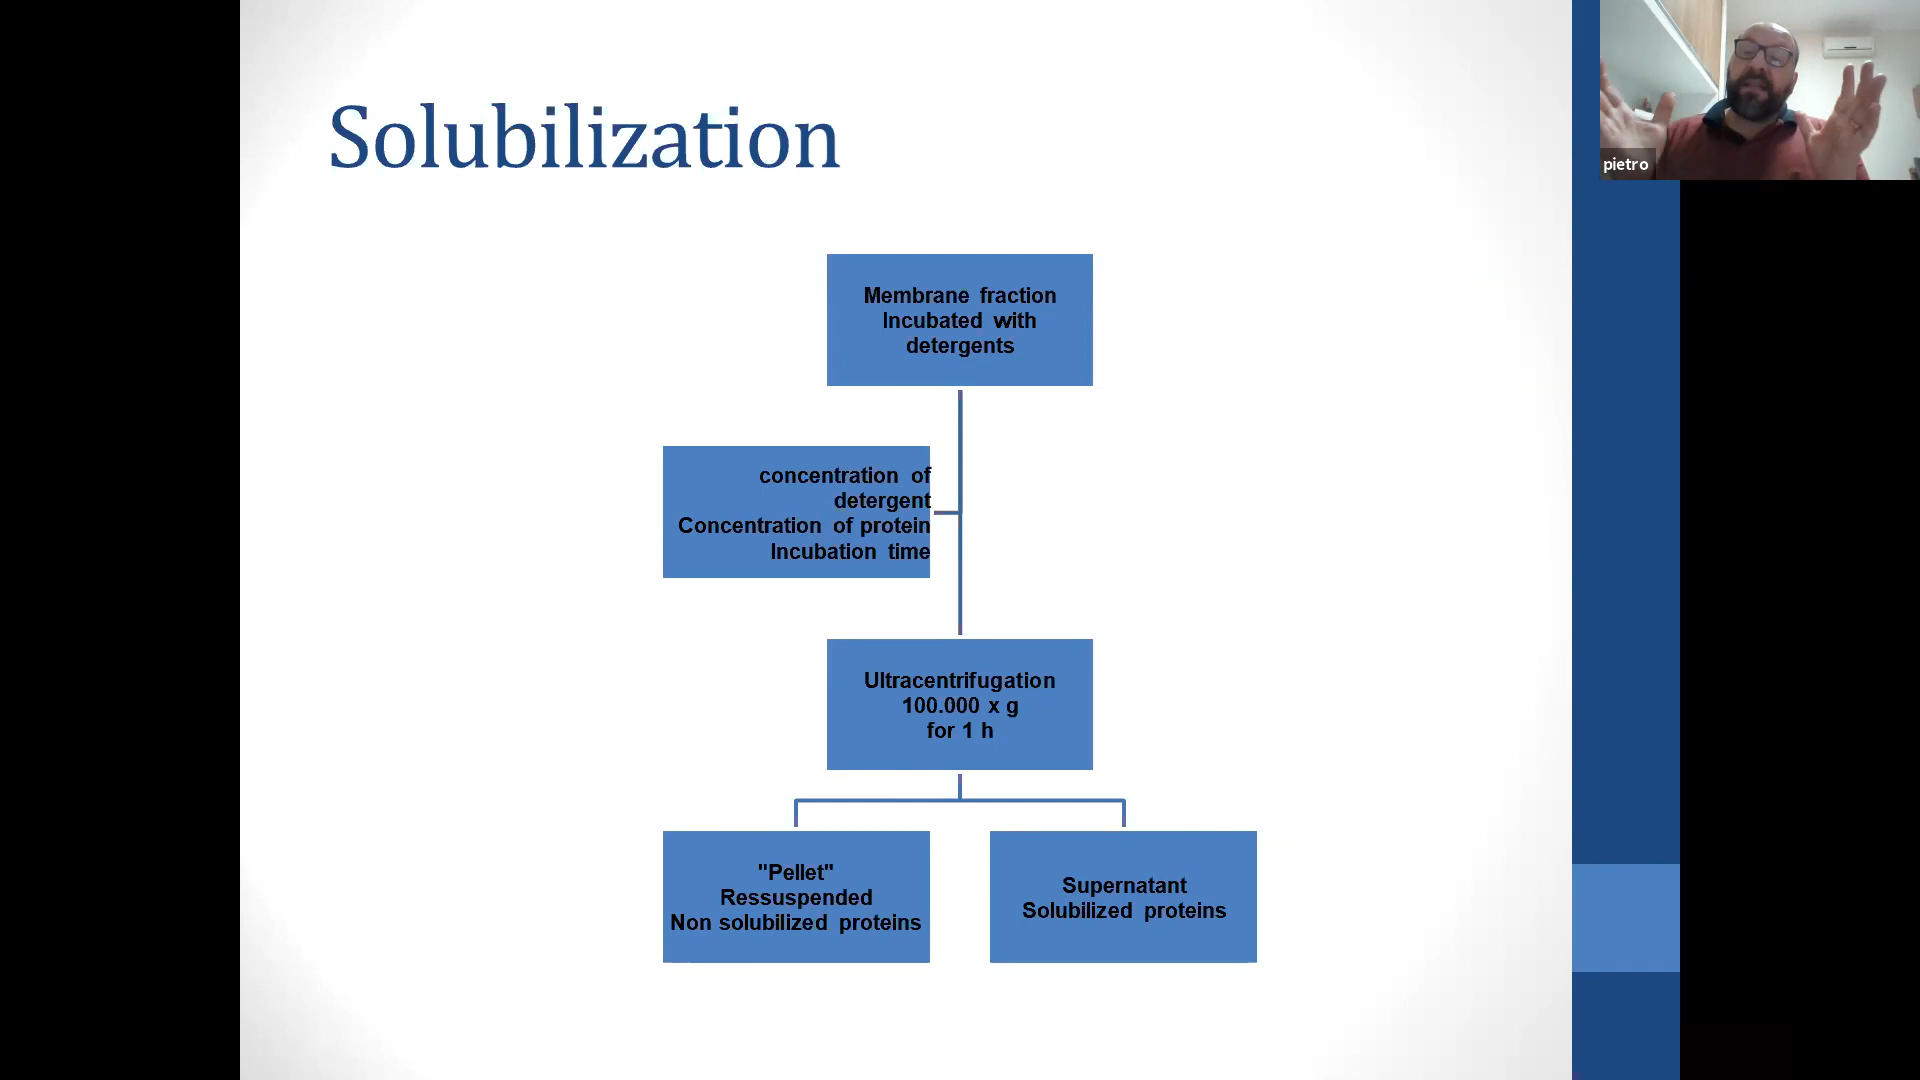 Solubilization
pietro
Membrane fraction
Incubated with
detergents
concentration of
detergent
Concentration of protein
Incubation time
Ultracentrifugation
100.000 x g
for 1 h
"Pellet"
Ressuspended
Non solubilized proteins
Supernatant
Solubilized proteins